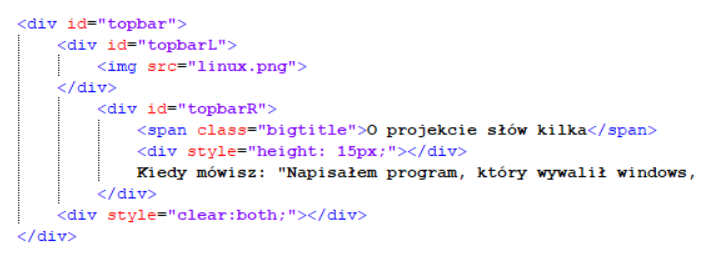 <div id="topbar">
<div id="topbarL">
<img src="linux.png">
</div>
<div id="topbarR">
<span class="bigtitle">O projekcie słów kilka</span>
<div style="height: 15px;"></div>
Kiedy mówisz: "Napisałem program, który wywalił windows,
</div>
<div style="clear:both;"></div>
</div>